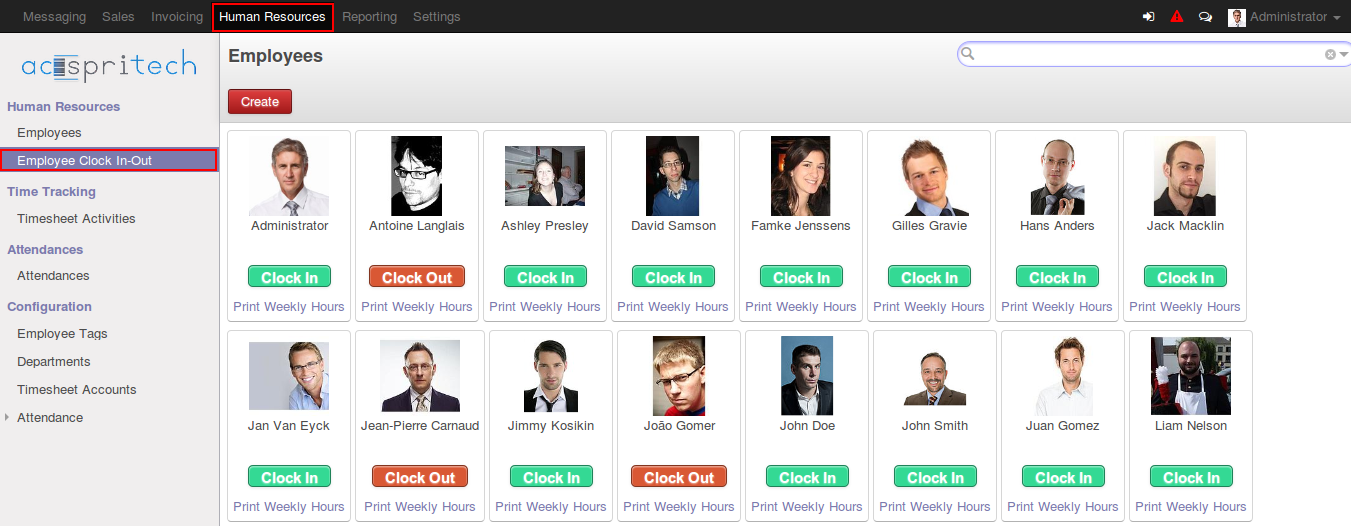 Messaging Sales Invoicing Human Resources Reporting Settings Administrator
acespritech
Employees
Create
Human Resources
Employees
Employee Clock In-Out
Time Tracking
Timesheet Activities
Attendances
Attendances
Configuration
Employee Tags
Departments
Timesheet Accounts
Attendance
Administrator Antoine Langlais Ashley Presley David Samson Famke Jenssens Gilles Gravie Hans Anders Jack Macklin
Clock In Clock Out Clock In Clock In Clock In Clock In Clock In Clock In
Print Weekly Hours Print Weekly Hours Print Weekly Hours Print Weekly Hours Print Weekly Hours Print Weekly Hours Print Weekly Hours Print Weekly Hours
Jan Van Eyck Jean-Pierre Carnaud Jimmy Kosikin João Gomer John Doe John Smith Juan Gomez Liam Nelson
Clock In Clock Out Clock In Clock Out Clock In Clock In Clock In Clock In
Print Weekly Hours Print Weekly Hours Print Weekly Hours Print Weekly Hours Print Weekly Hours Print Weekly Hours Print Weekly Hours Print Weekly Hours